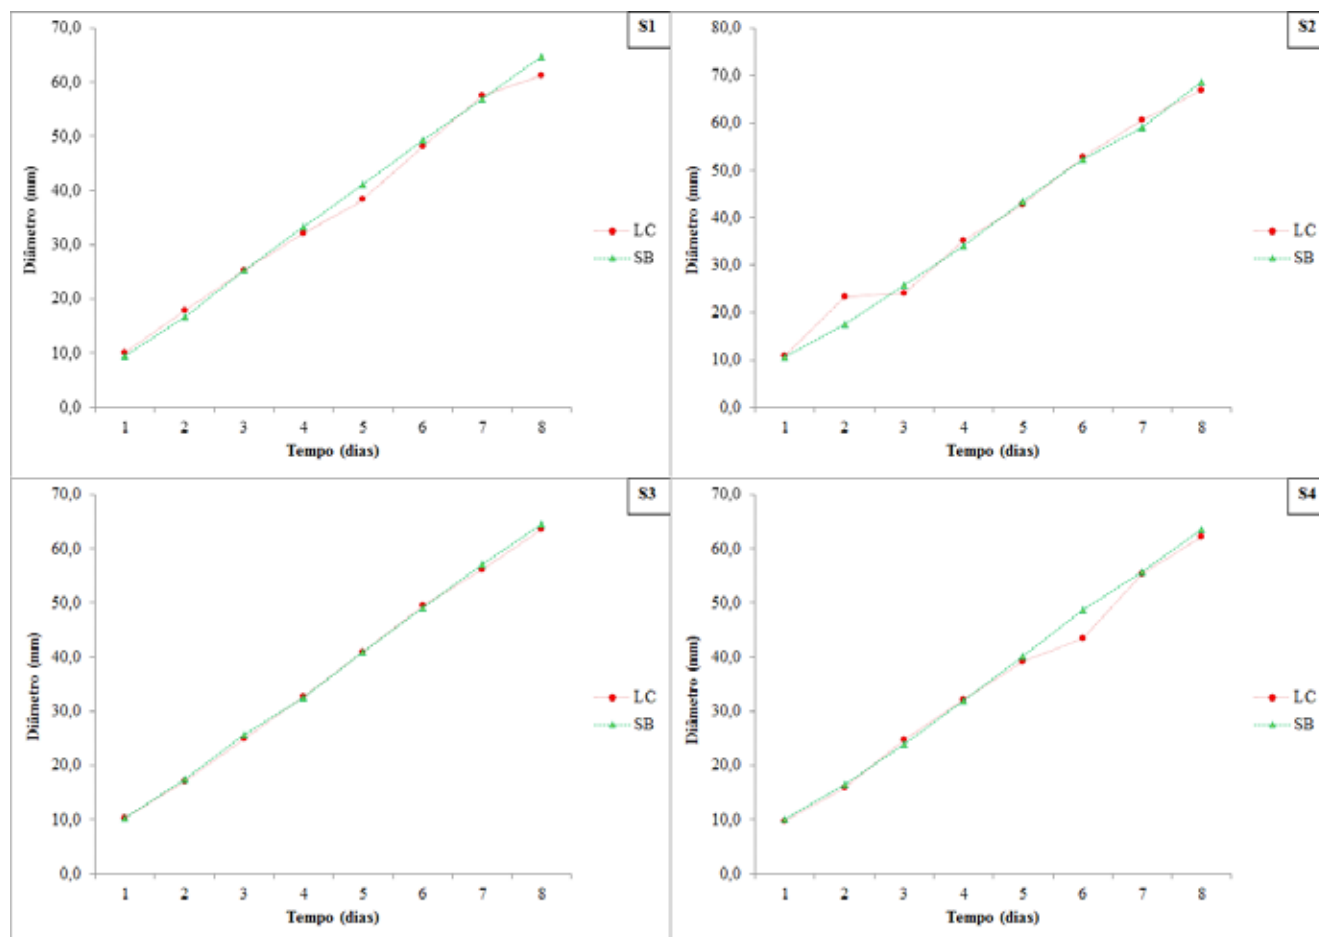 S1
70,0
60,0
50,0
40,0
30,0
20,0
10,0
0,0
Diâmetro (mm)
1 2 3 4 5 6 7 8
Tempo (dias)
LC
SB
S2
80,0
70,0
60,0
50,0
40,0
30,0
20,0
10,0
0,0
Diâmetro (mm)
1 2 3 4 5 6 7 8
Tempo (dias)
LC
SB
S3
70,0
60,0
50,0
40,0
30,0
20,0
10,0
0,0
Diâmetro (mm)
1 2 3 4 5 6 7 8
Tempo (dias)
LC
SB
S4
70,0
60,0
50,0
40,0
30,0
20,0
10,0
0,0
Diâmetro (mm)
1 2 3 4 5 6 7 8
Tempo (dias)
LC
SB